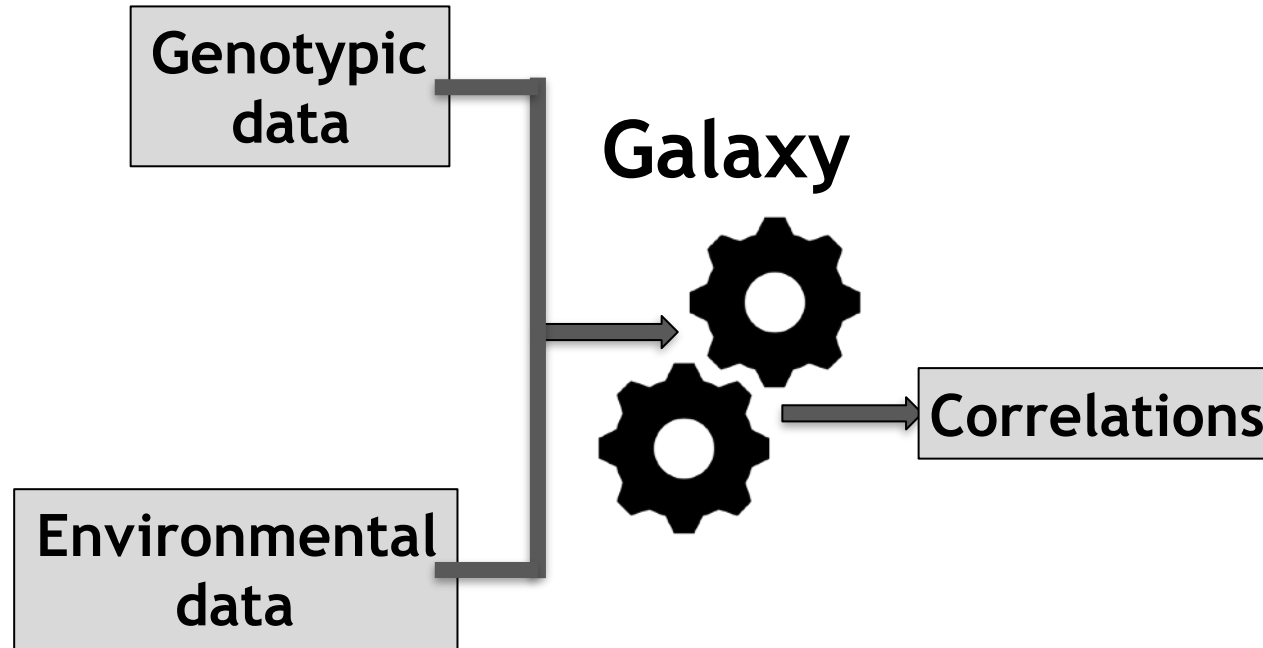 Genotypic
data
Galaxy
Correlations
Environmental
data